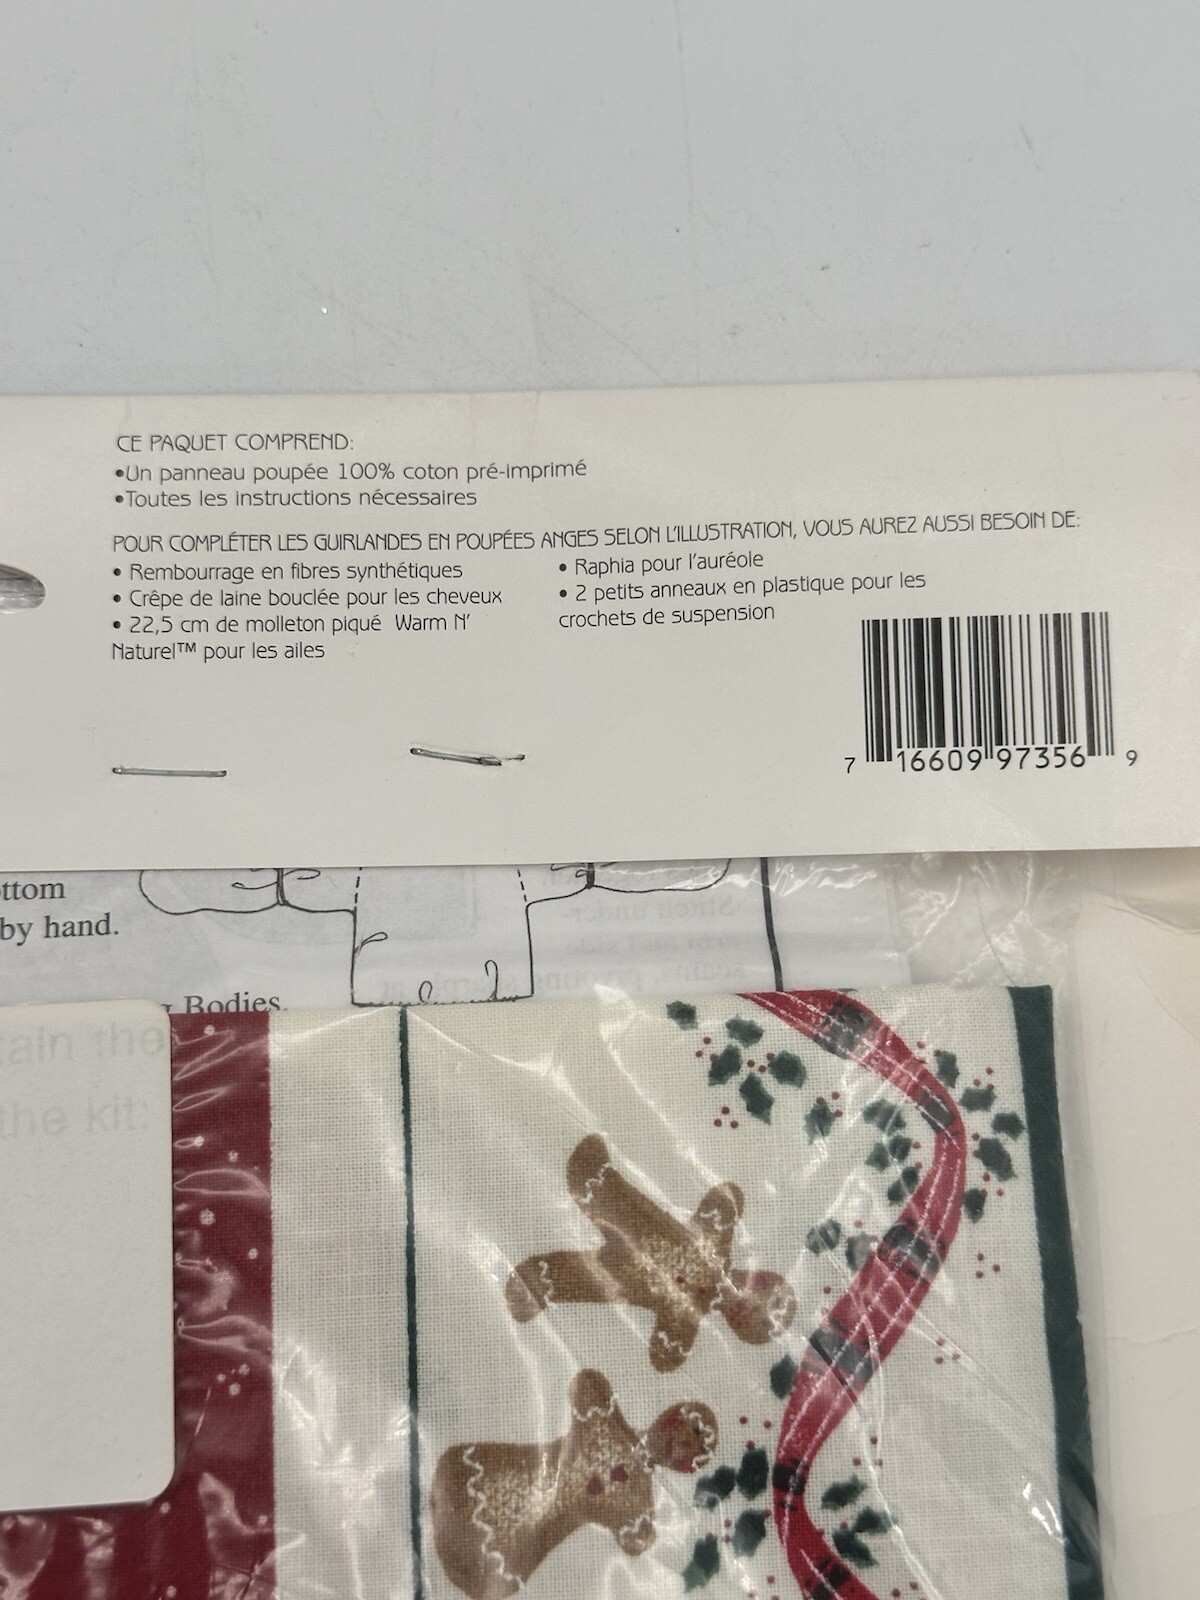 CE PAQUET COMPREND:
•Un panneau poupée 100% coton pré-imprimé
•Toutes les instructions nécessaires
POUR COMPLÉTER LES GUIRLANDES EN POUPÉES ANGES SELON L'ILLUSTRATION, VOUS AUREZ AUSSI BESOIN DE:
• Rembourrage en fibres synthétiques
• Crêpe de laine bouclée pour les cheveux
• 22,5 cm de molleton piqué Warm N'
Naturel™ pour les ailes
• Raphia pour l'auréole
• 2 petits anneaux en plastique pour les
crochets de suspension
7 16609 97356 9
ottom
by hand.
Bodies.
tain the
the kit: